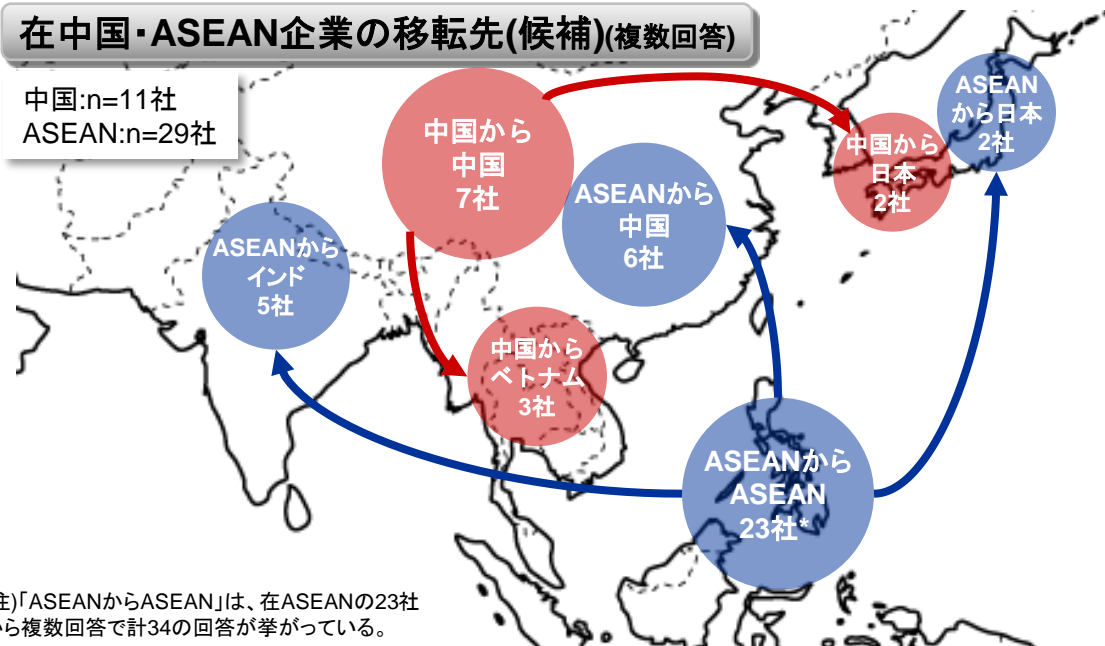 在中国･ASEAN企業の移転先(候補)(複数回答)
中国:n=11社
ASEAN:n=29社
中国から
中国
7社
ASEANから
中国
6社
中国から
日本
2社
ASEAN
から日本
2社
ASEANから
インド
5社
中国から
ベトナム
3社
ASEANから
ASEAN
23社*
注)｢ASEANからASEAN｣は、在ASEANの23社
から複数回答で計34の回答が挙がっている。